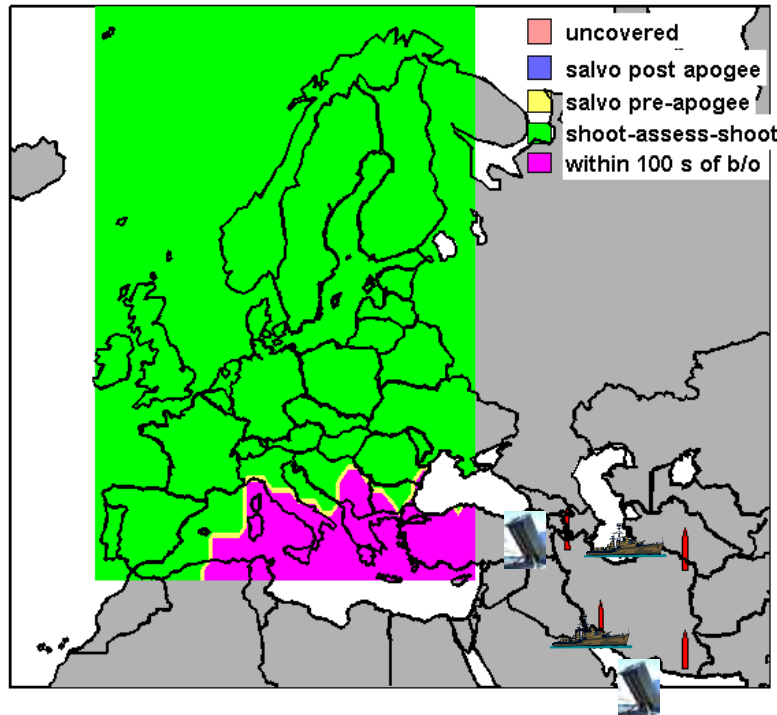 uncovered
salvo post apogee
salvo pre-apogee
shoot-assess-shoot
within 100 s of b/o